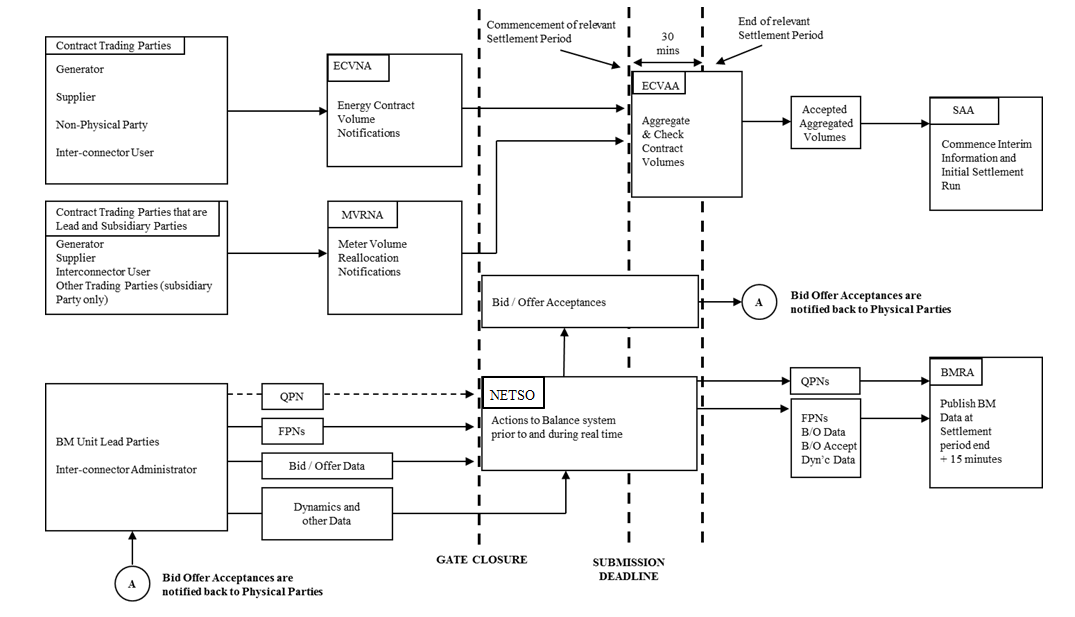 Commencement of relevant
Settlement Period
End of relevant
Settlement Period
30
mins
Contract Trading Parties
Generator
Supplier
Non-Physical Party
Inter-connector User
ECVNA
Energy Contract
Volume
Notifications
ECVAA
Aggregate
& Check
Contract
Volumes
Accepted
Aggregated
Volumes
SAA
Commence Interim
Information and
Initial Settlement
Run
Contract Trading Parties that are
Lead and Subsidiary Parties
Generator
Supplier
Interconnector User
Other Trading Parties (subsidiary
Party only)
MVRNA
Meter Volume
Reallocation
Notifications
Bid / Offer Acceptances
A
Bid Offer Acceptances are
notified back to Physical Parties
BM Unit Lead Parties
Inter-connector Administrator
QPN
FPNs
Bid / Offer Data
Dynamics and
other Data
NETSO
Actions to Balance system
prior to and during real time
QPNs
FPNs
B/O Data
B/O Accept
Dyn'c Data
BMRA
Publish BM
Data at
Settlement
period end
+ 15 minutes
GATE CLOSURE
SUBMISSION
DEADLINE
A
Bid Offer Acceptances are
notified back to Physical Parties